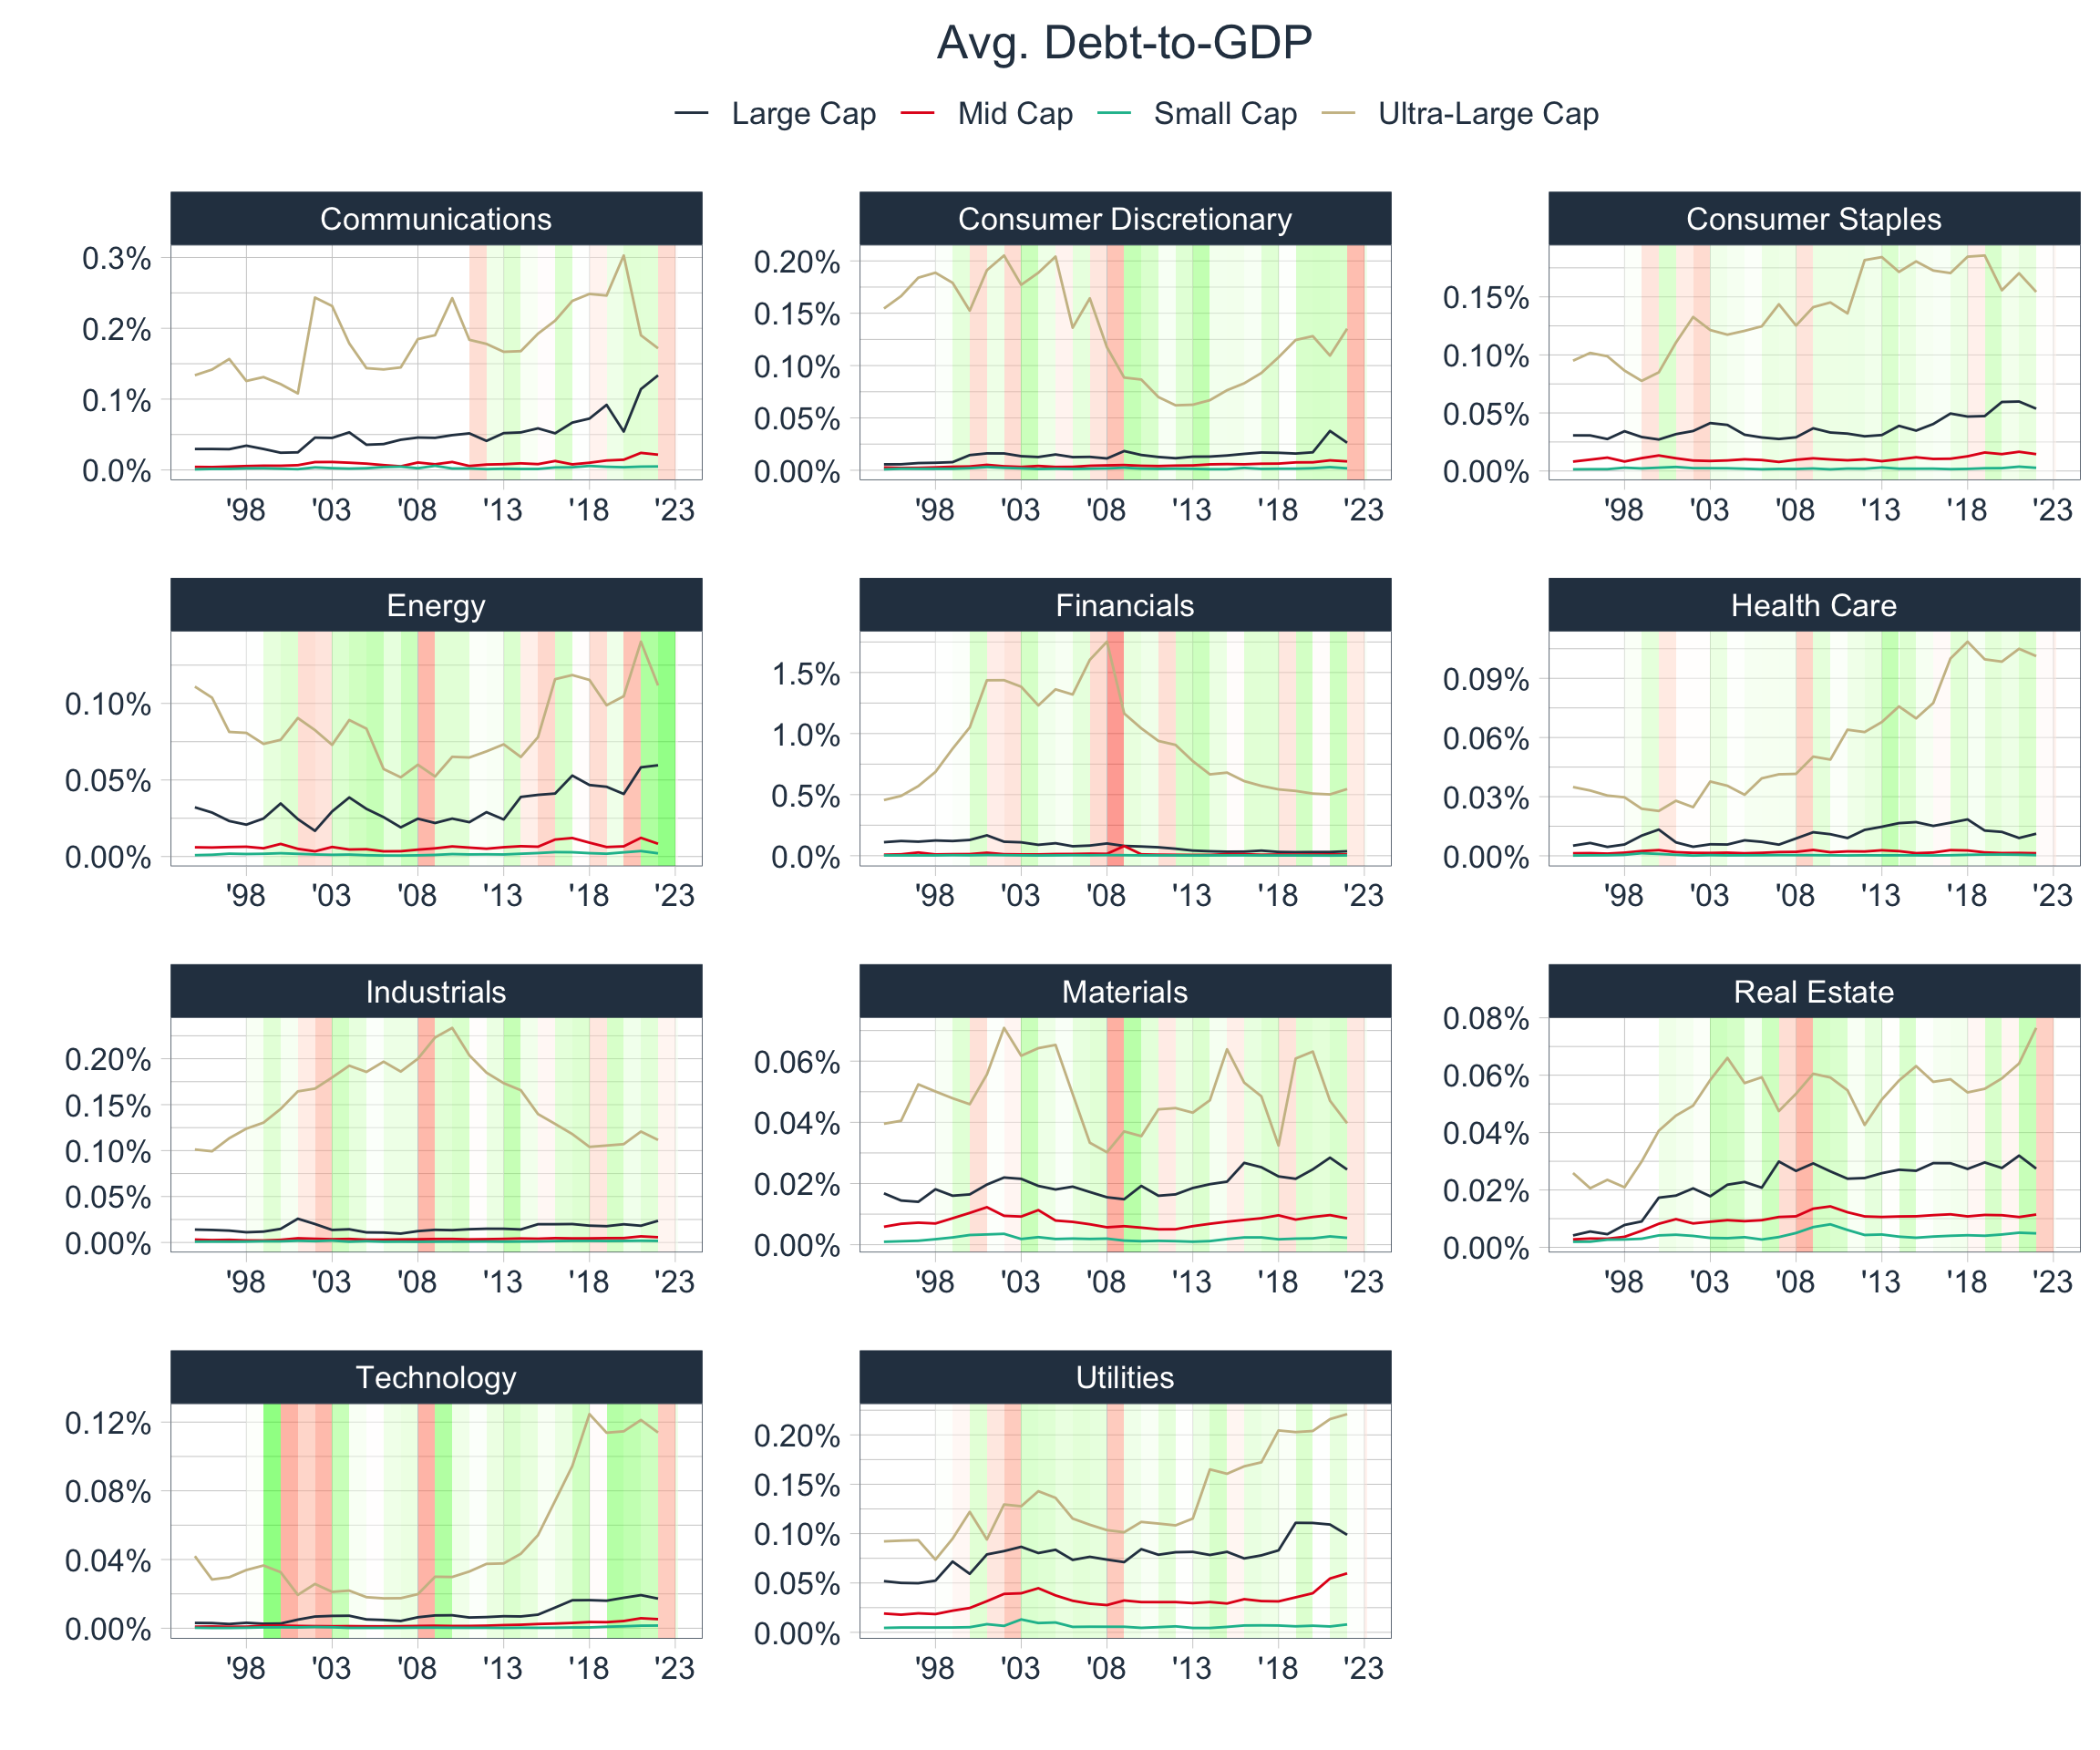 Avg. Debt-to-GDP
Large Cap Mid Cap Small Cap Ultra-Large Cap
Communications
0.3%
0.2%
0.1%
0.0%
'98 '03 '08 '13 '18 '23
Consumer Discretionary
0.20%
0.15%
0.10%
0.05%
0.00%
'98 '03 '08 '13 '18 '23
Consumer Staples
0.15%
0.10%
0.05%
0.00%
'98 '03 '08 '13 '18 '23
Energy
0.10%
0.05%
0.00%
'98 '03 '08 '13 '18 '23
Financials
1.5%
1.0%
0.5%
0.0%
'98 '03 '08 '13 '18 '23
Health Care
0.09%
0.06%
0.03%
0.00%
'98 '03 '08 '13 '18 '23
Industrials
0.20%
0.15%
0.10%
0.05%
0.00%
'98 '03 '08 '13 '18 '23
Materials
0.06%
0.04%
0.02%
0.00%
'98 '03 '08 '13 '18 '23
Real Estate
0.08%
0.06%
0.04%
0.02%
0.00%
'98 '03 '08 '13 '18 '23
Technology
0.12%
0.08%
0.04%
0.00%
'98 '03 '08 '13 '18 '23
Utilities
0.20%
0.15%
0.10%
0.05%
0.00%
'98 '03 '08 '13 '18 '23